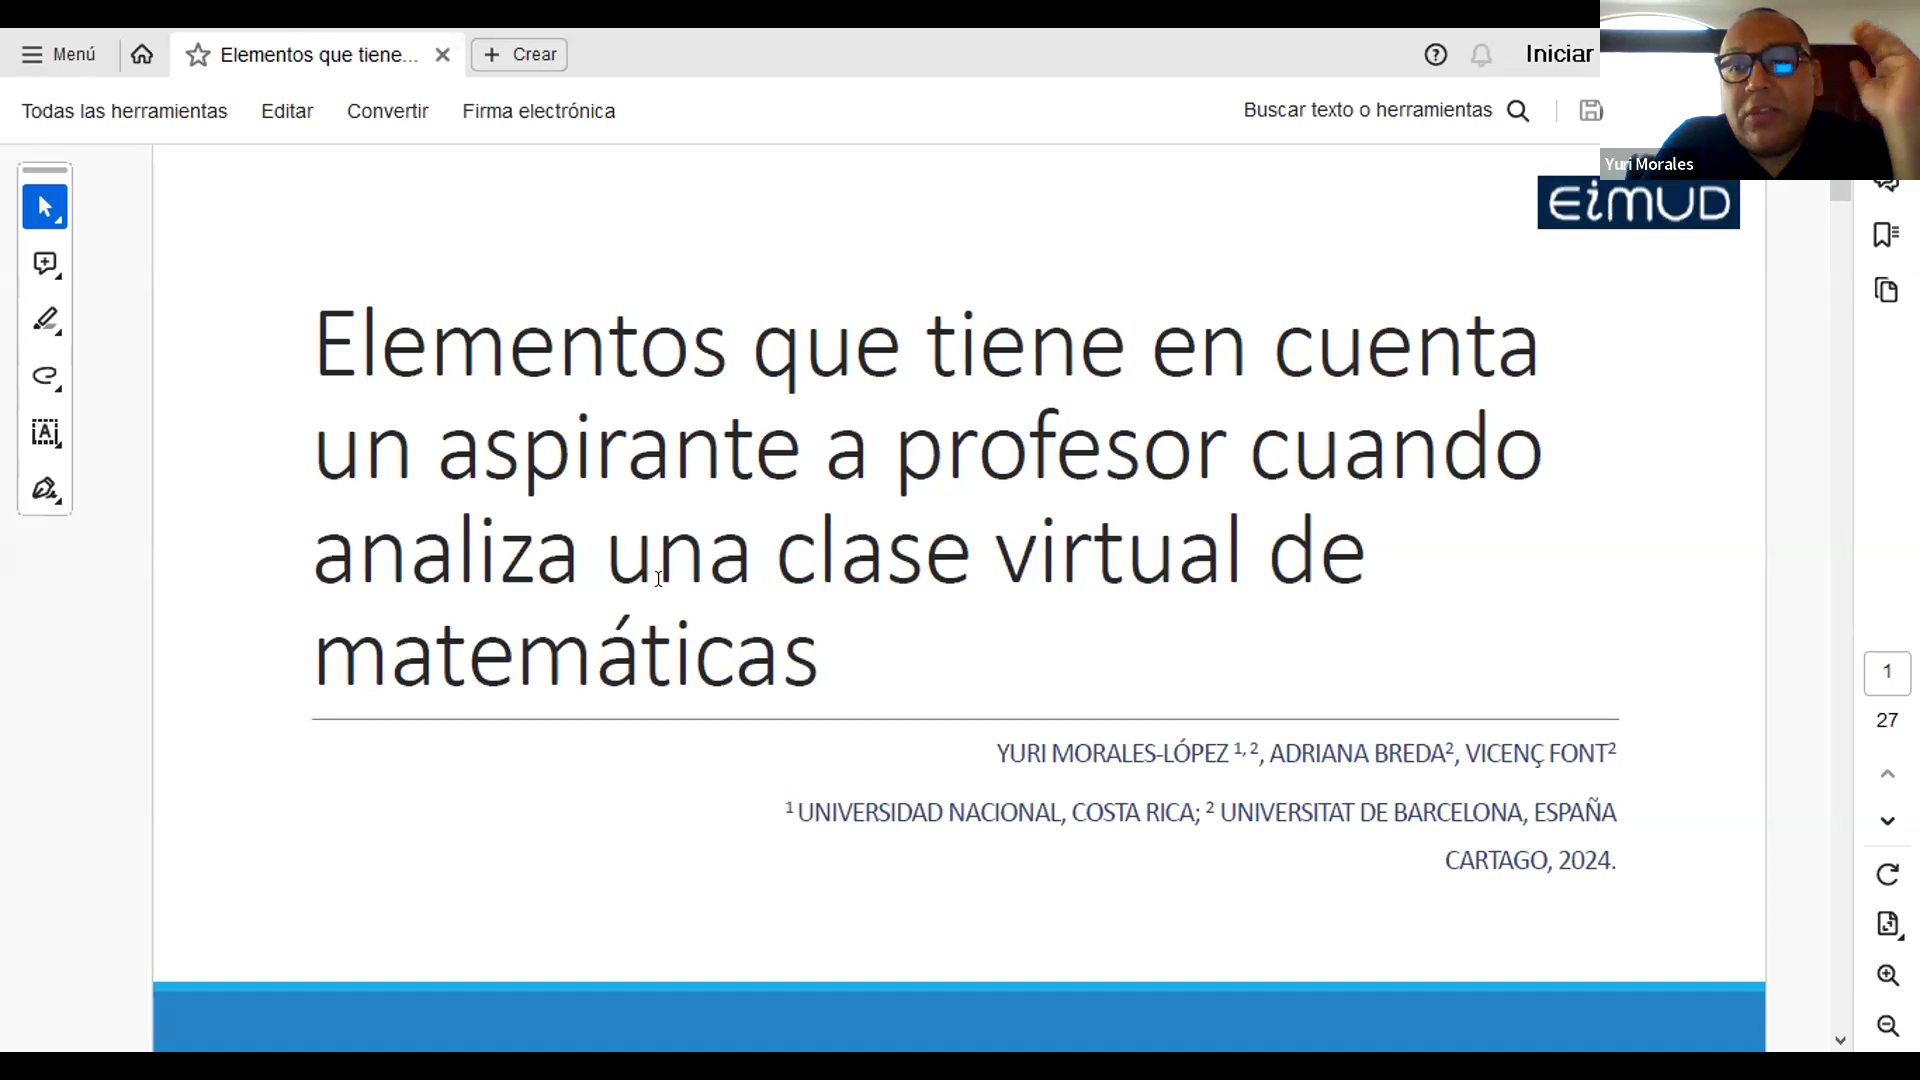 Menú
Elementos que tiene...
Crear
Iniciar
Todas las herramientas
Editar
Convertir
Firma electrónica
Buscar texto o herramientas
Yuri Morales
EiMUD
Elementos que tiene en cuenta
un aspirante a profesor cuando
analiza una clase virtual de
matemáticas
YURI MORALES-LÓPEZ 1, 2, ADRIANA BREDA2, VICENÇ FONT2
1 UNIVERSIDAD NACIONAL, COSTA RICA; 2 UNIVERSITAT DE BARCELONA, ESPAÑA
CARTAGO, 2024.
1
27